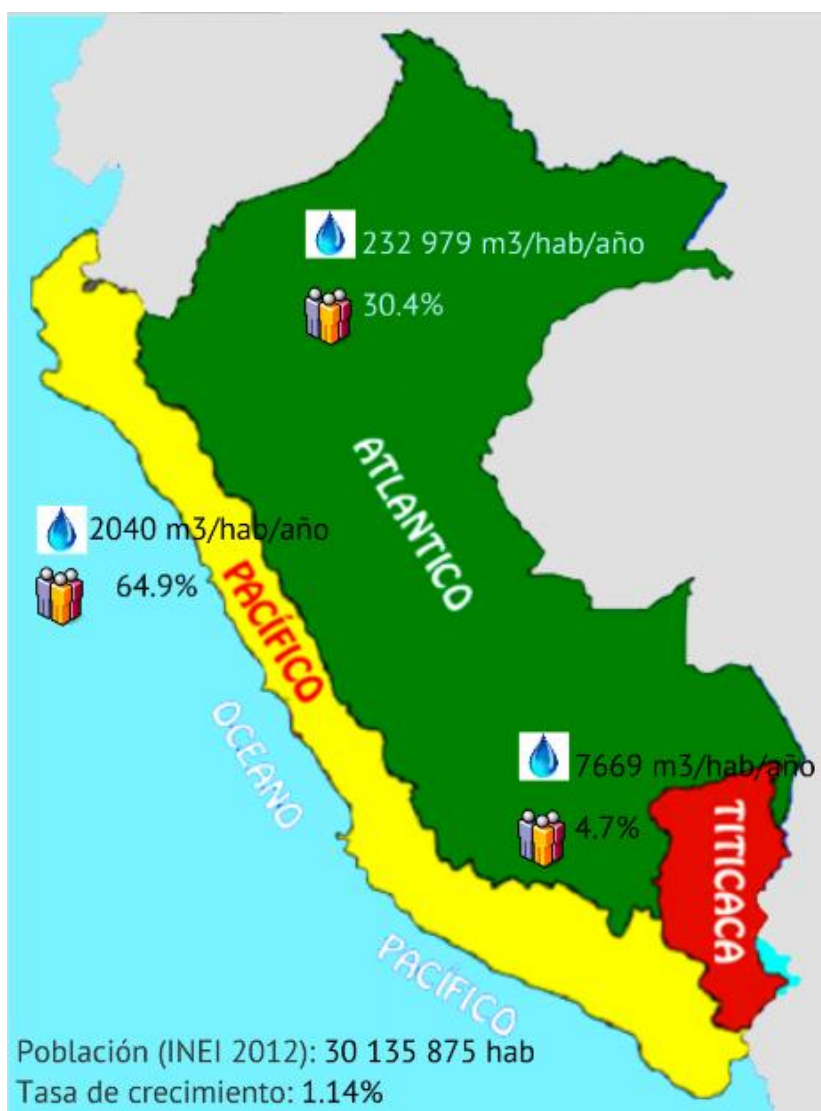 232 979 m3/hab/año
30.4%
ATLANTICO
2040 m3/hab/año
64.9%
PACÍFICO
OCEANO
PACÍFICO
7669 m3/hab/año
4.7%
TITICACA
Población (INEI 2012): 30 135 875 hab
Tasa de crecimiento: 1.14%